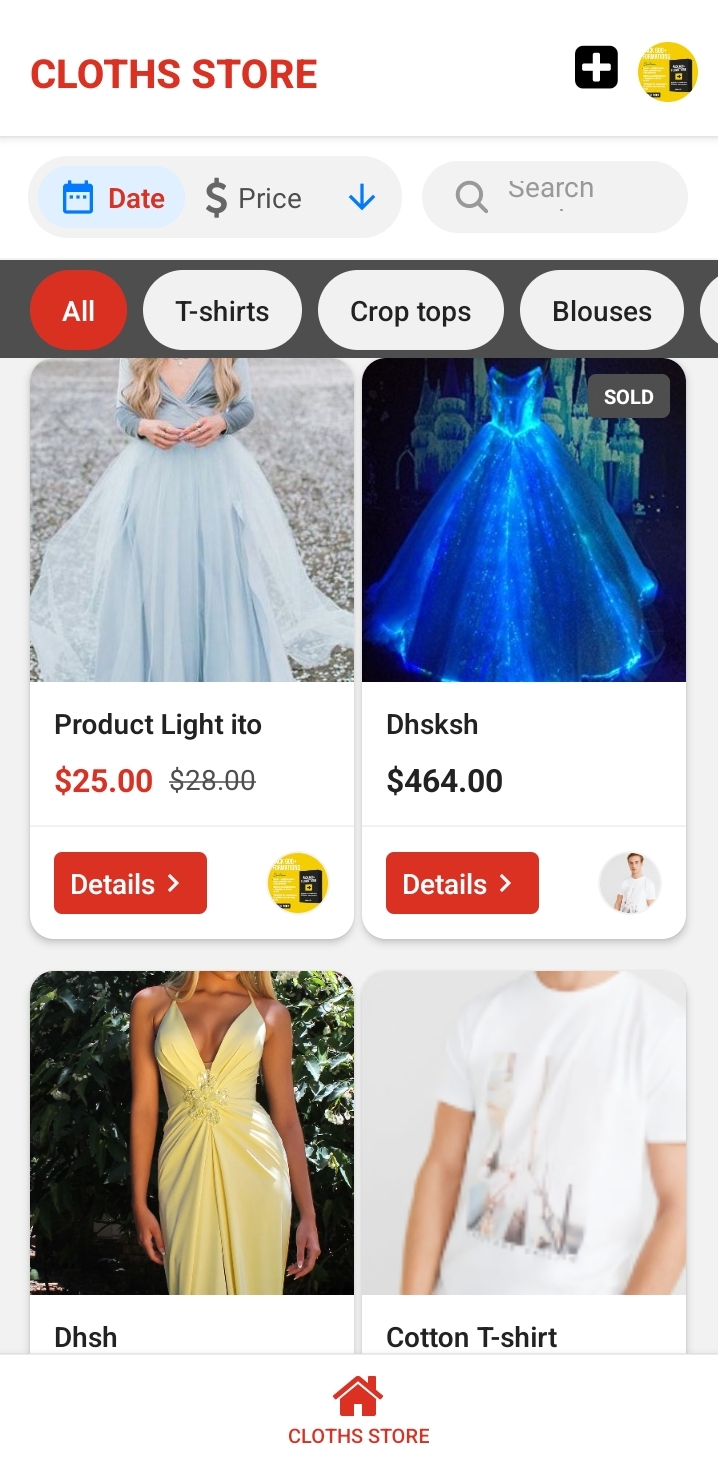 CLOTHS STORE
Date
Price
Search
All
T-shirts
Crop tops
Blouses
SOLD
Product Light ito
$25.00 $28.00
Details
Dhsksh
$464.00
Details
Dhsh
Cotton T-shirt
CLOTHS STORE